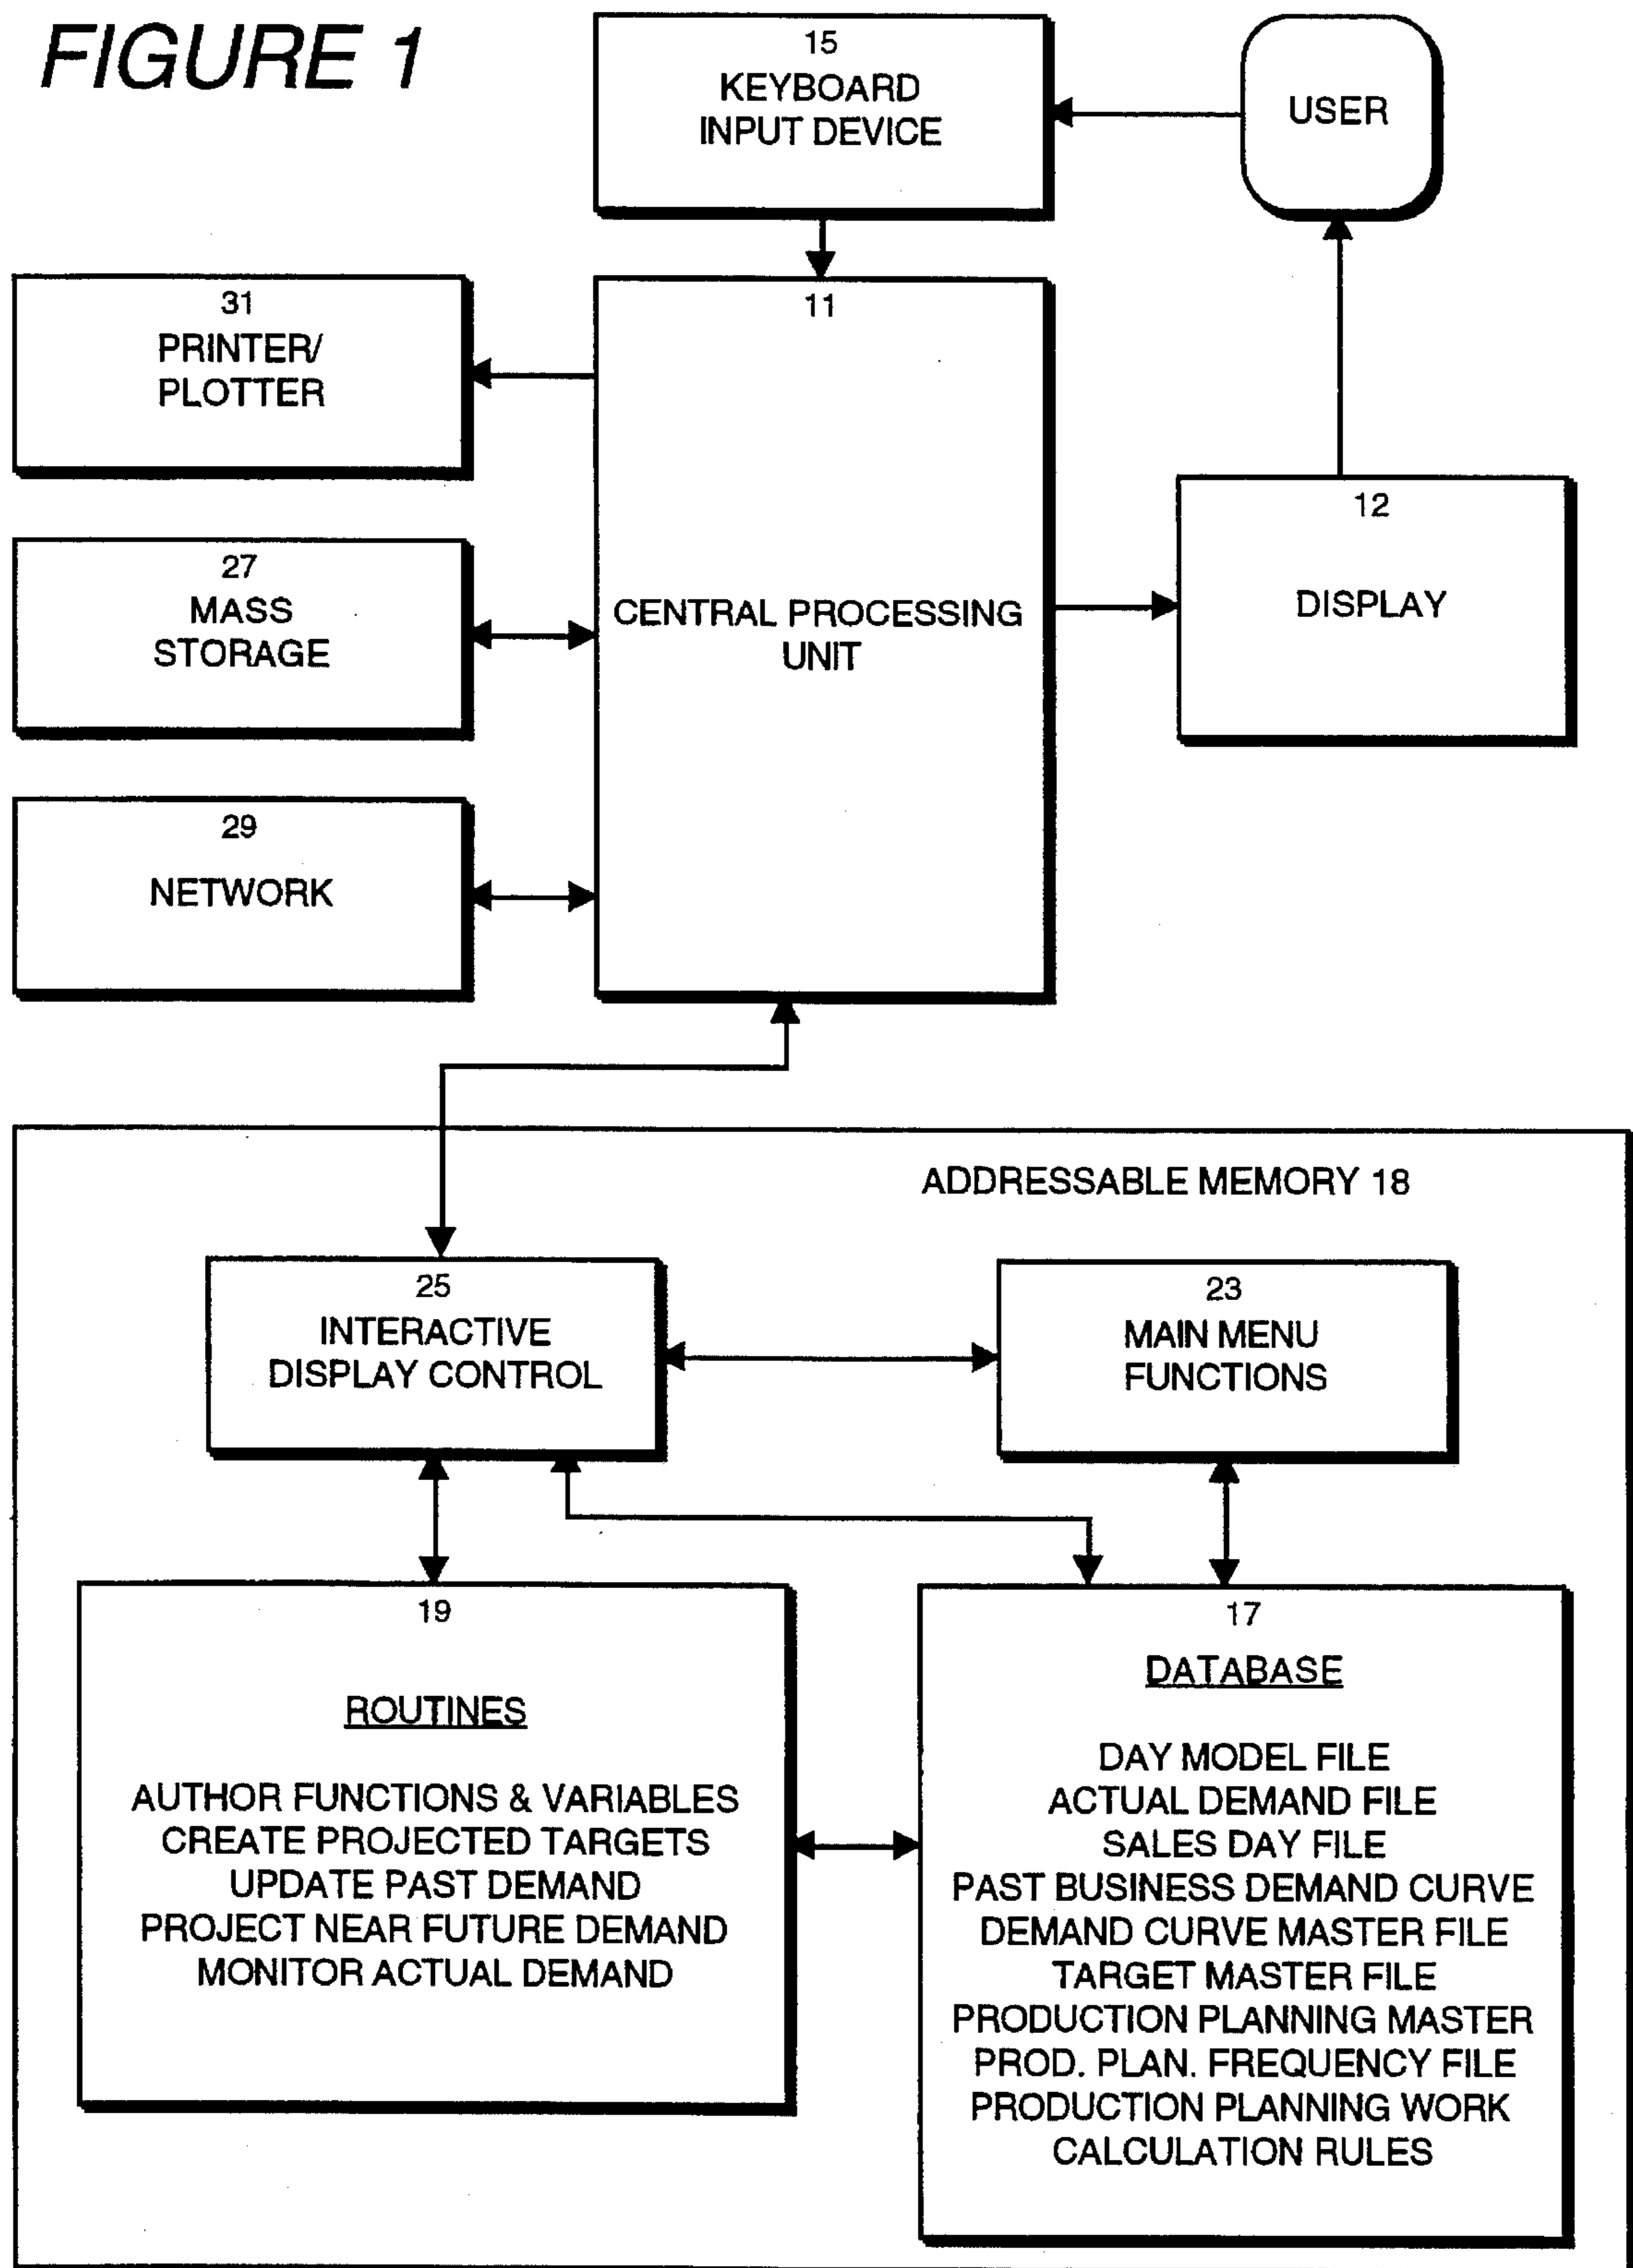 FIGURE 1
15
KEYBOARD
INPUT DEVICE
USER
31
PRINTER/
PLOTTER
11
CENTRAL PROCESSING
UNIT
12
DISPLAY
27
MASS
STORAGE
29
NETWORK
ADDRESSABLE MEMORY 18
25
INTERACTIVE
DISPLAY CONTROL
23
MAIN MENU
FUNCTIONS
19
ROUTINES
AUTHOR FUNCTIONS & VARIABLES
CREATE PROJECTED TARGETS
UPDATE PAST DEMAND
PROJECT NEAR FUTURE DEMAND
MONITOR ACTUAL DEMAND
17
DATABASE
DAY MODEL FILE
ACTUAL DEMAND FILE
SALES DAY FILE
PAST BUSINESS DEMAND CURVE
DEMAND CURVE MASTER FILE
TARGET MASTER FILE
PRODUCTION PLANNING MASTER
PROD. PLAN. FREQUENCY FILE
PRODUCTION PLANNING WORK
CALCULATION RULES